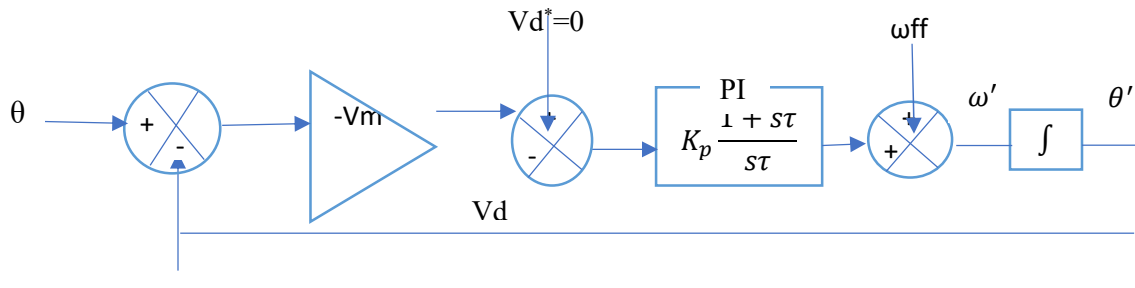 Vd*=0
ωff
θ
+
-
-Vm
+
-
PI
K_p (1 + sτ)/(sτ)
+
+
ω′
∫
θ′
Vd